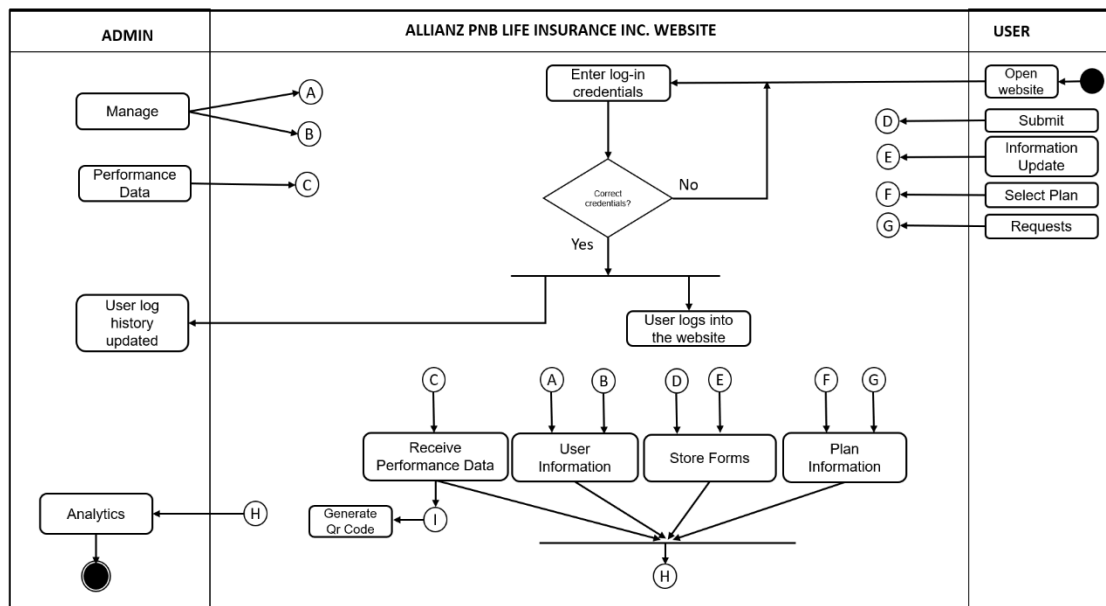 ADMIN
ALLIANZ PNB LIFE INSURANCE INC. WEBSITE
USER
Enter log-in
credentials
Open
website
Manage
A
B
D
Submit
E
Information
Update
Performance
Data
C
Correct
credentials?
No
F
Select Plan
G
Requests
Yes
User log
history
updated
User logs into
the website
C
A
B
D
E
F
G
Receive
Performance Data
User
Information
Store Forms
Plan
Information
Analytics
H
Generate
Qr Code
I
H